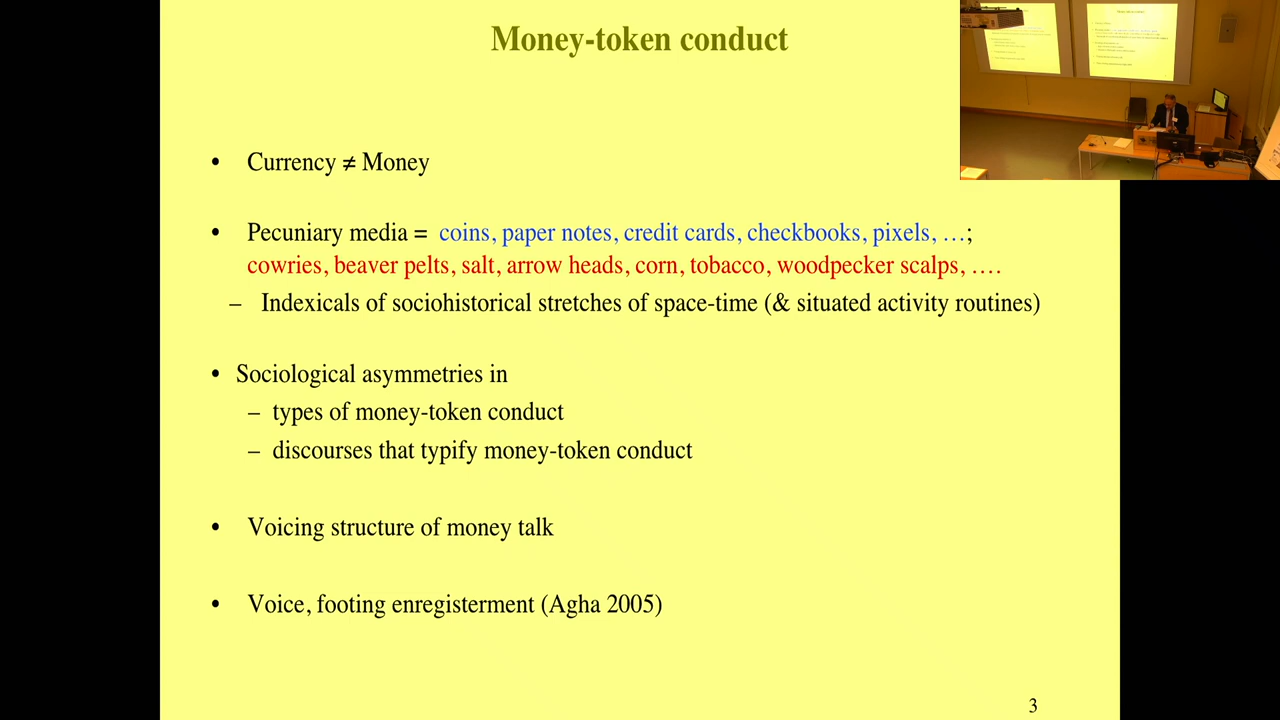 Money-token conduct
• Currency ≠ Money
• Pecuniary media = coins, paper notes, credit cards, checkbooks, pixels, …;
cowries, beaver pelts, salt, arrow heads, corn, tobacco, woodpecker scalps, ….
– Indexicals of sociohistorical stretches of space-time (& situated activity routines)
• Sociological asymmetries in
– types of money-token conduct
– discourses that typify money-token conduct
• Voicing structure of money talk
• Voice, footing enregisterment (Agha 2005)
3